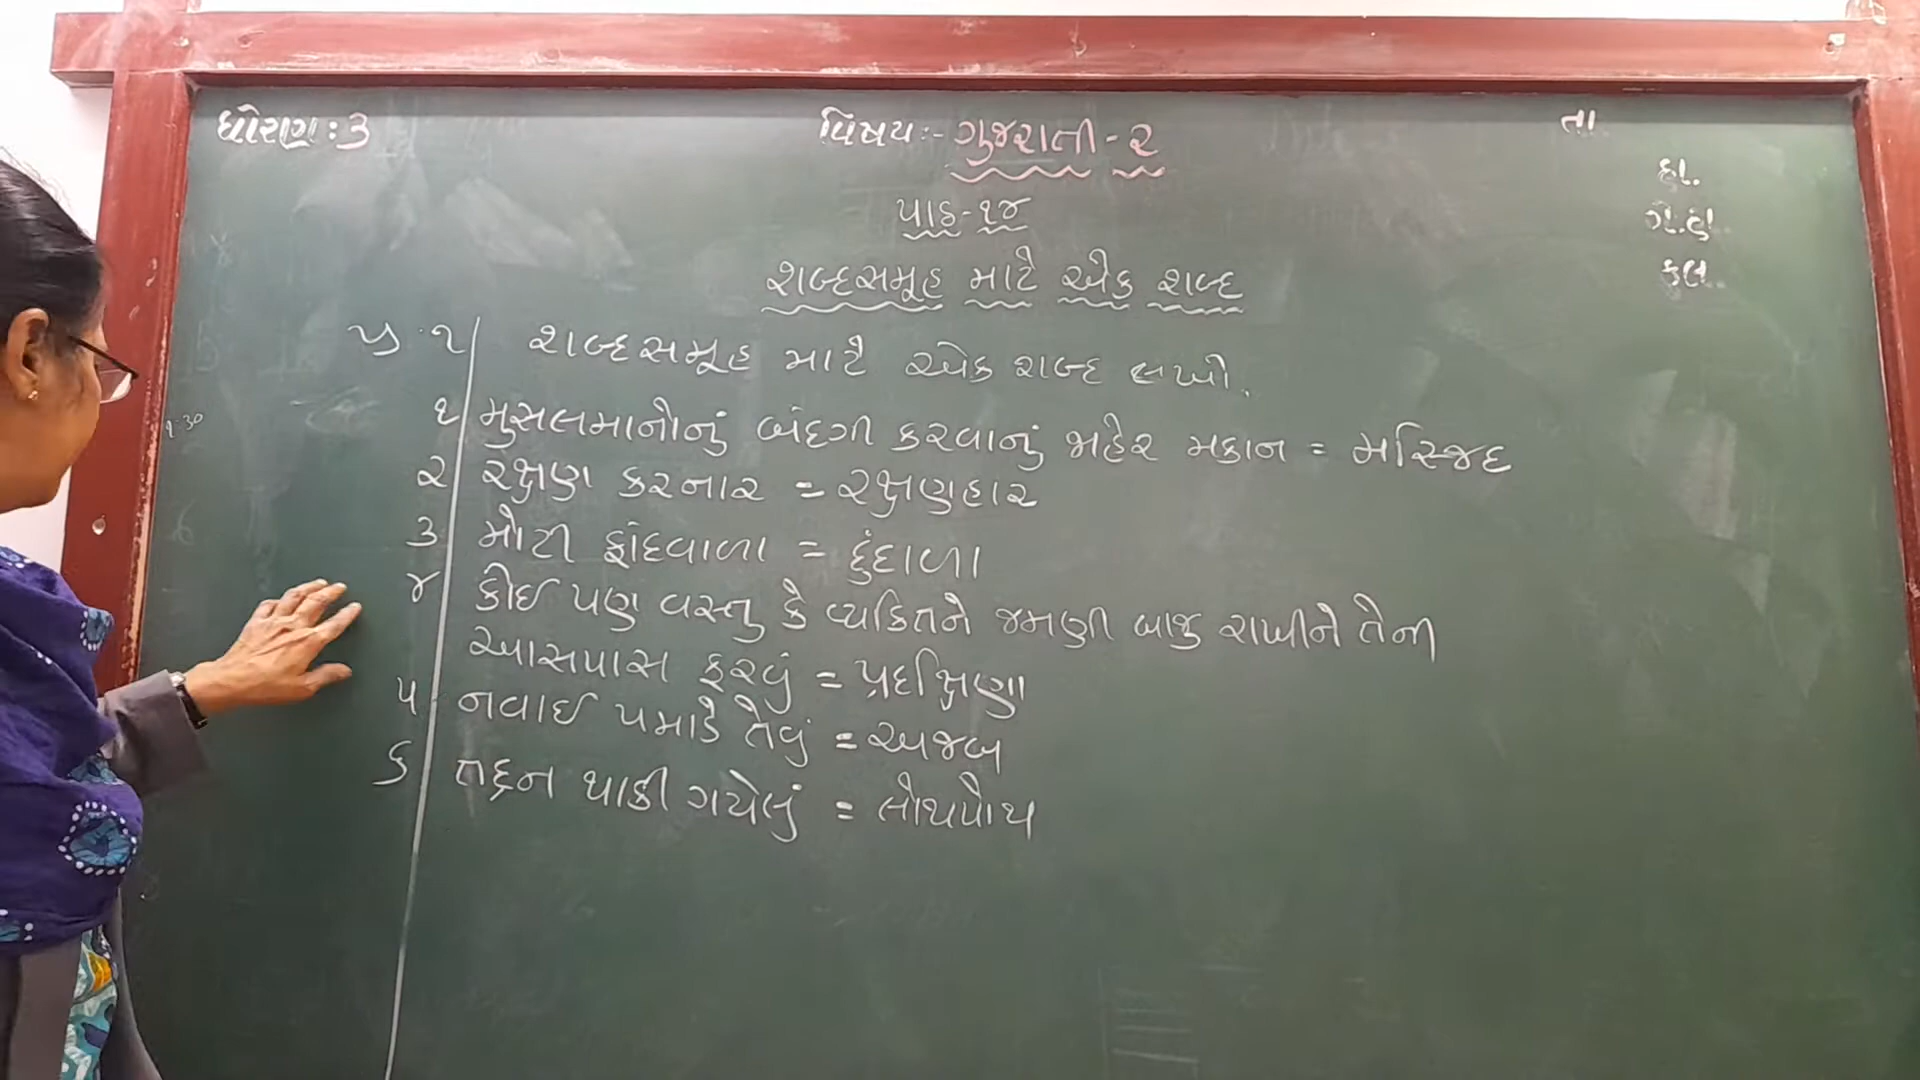 ધોરણ: 3
વિષય:- ગુજરાતી - ૨
તા.
હા.
ગે.હા.
કુલ.
પાઠ-૧૪
શબ્દસમૂહ માટે એક શબ્દ
પ્ર.૧ શબ્દસમૂહ માટે એક શબ્દ લખો.
૧ મુસલમાનોનું બંદગી કરવાનું જાહેર મકાન = મસ્જિદ
૨ રક્ષણ કરનાર = રક્ષણહાર
૩ મોટી ફાંદવાળા = દુંદાળા
૪ કોઈ પણ વસ્તુ કે વ્યકિતને જમણી બાજુ રાખીને તેની
આસપાસ ફરવું = પ્રદક્ષિણા
૫ નવાઈ પમાડે તેવું = અજબ
૬ તદ્દન થાકી ગયેલું = લોથપોથ